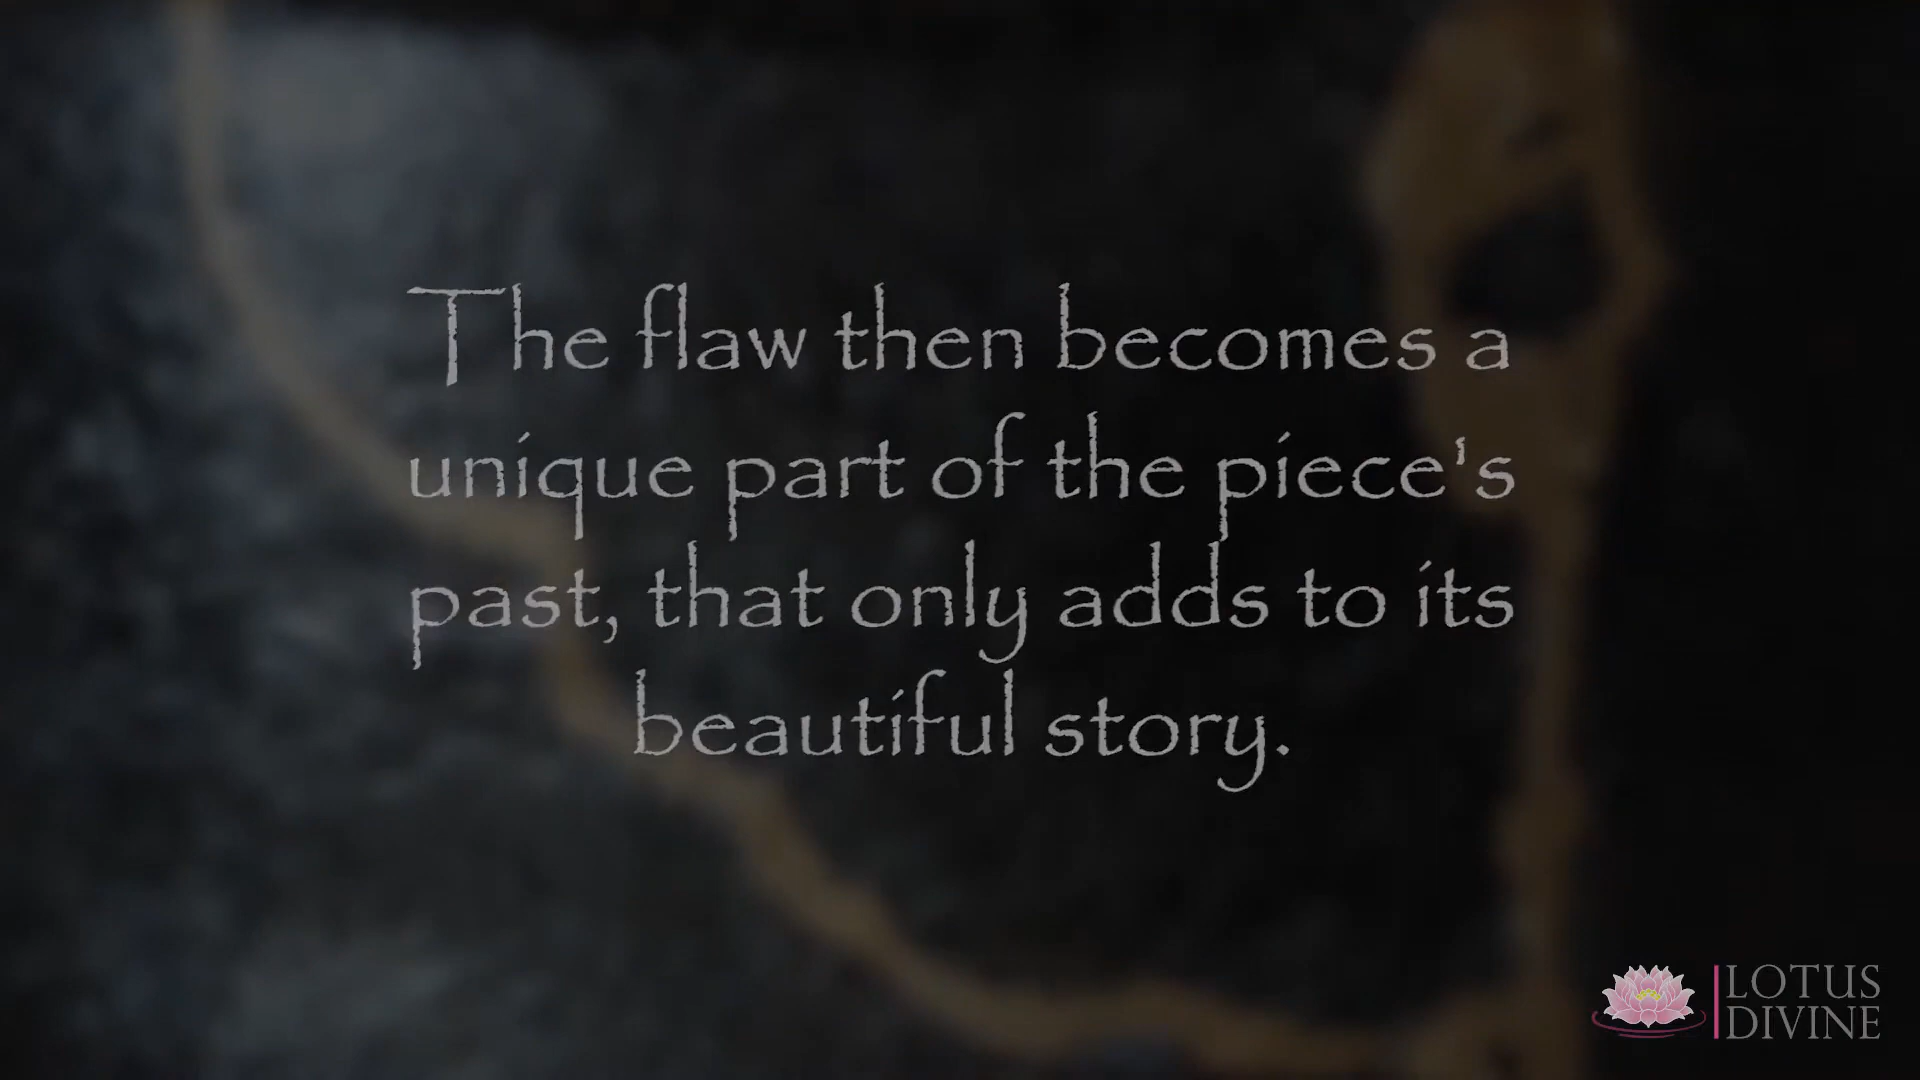 The flaw then becomes a
unique part of the piece's
past, that only adds to its
beautiful story.
LOTUS
DIVINE